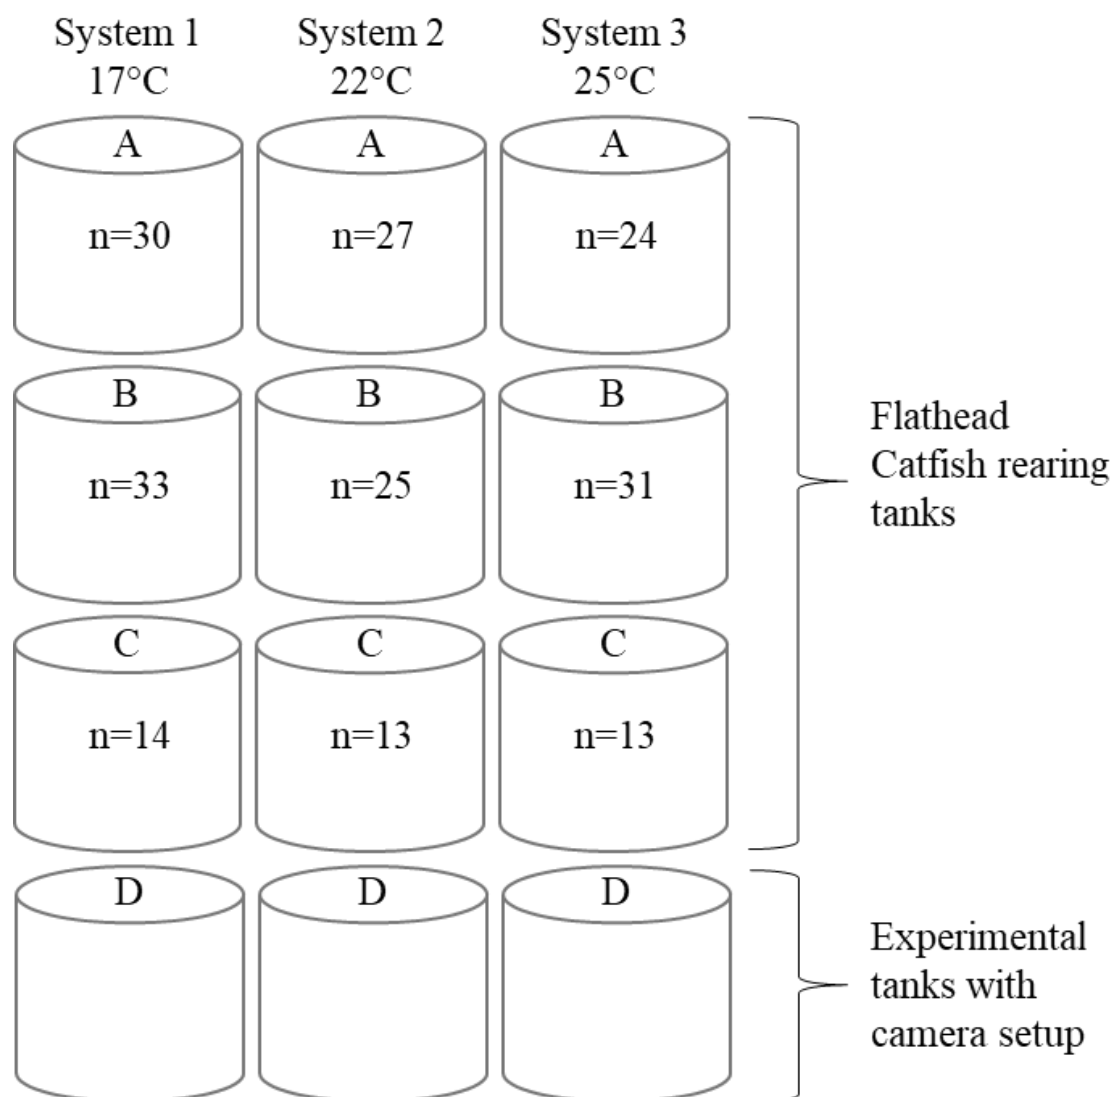 System 1
17°C
System 2
22°C
System 3
25°C
A
A
A
n=30
n=27
n=24
B
B
B
n=33
n=25
n=31
Flathead
Catfish rearing
tanks
C
C
C
n=14
n=13
n=13
D
D
D
Experimental
tanks with
camera setup